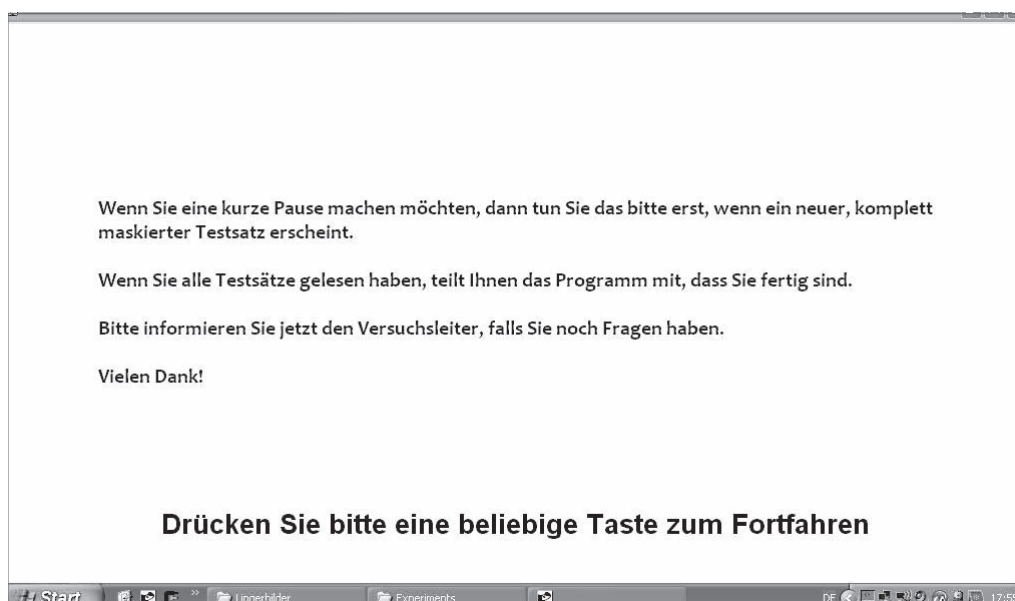 Wenn Sie eine kurze Pause machen möchten, dann tun Sie das bitte erst, wenn ein neuer, komplett
maskierter Testsatz erscheint.
Wenn Sie alle Testsätze gelesen haben, teilt Ihnen das Programm mit, dass Sie fertig sind.
Bitte informieren Sie jetzt den Versuchsleiter, falls Sie noch Fragen haben.
Vielen Dank!
Drücken Sie bitte eine beliebige Taste zum Fortfahren
Start » Lingerbilder Experiments DE 17:59